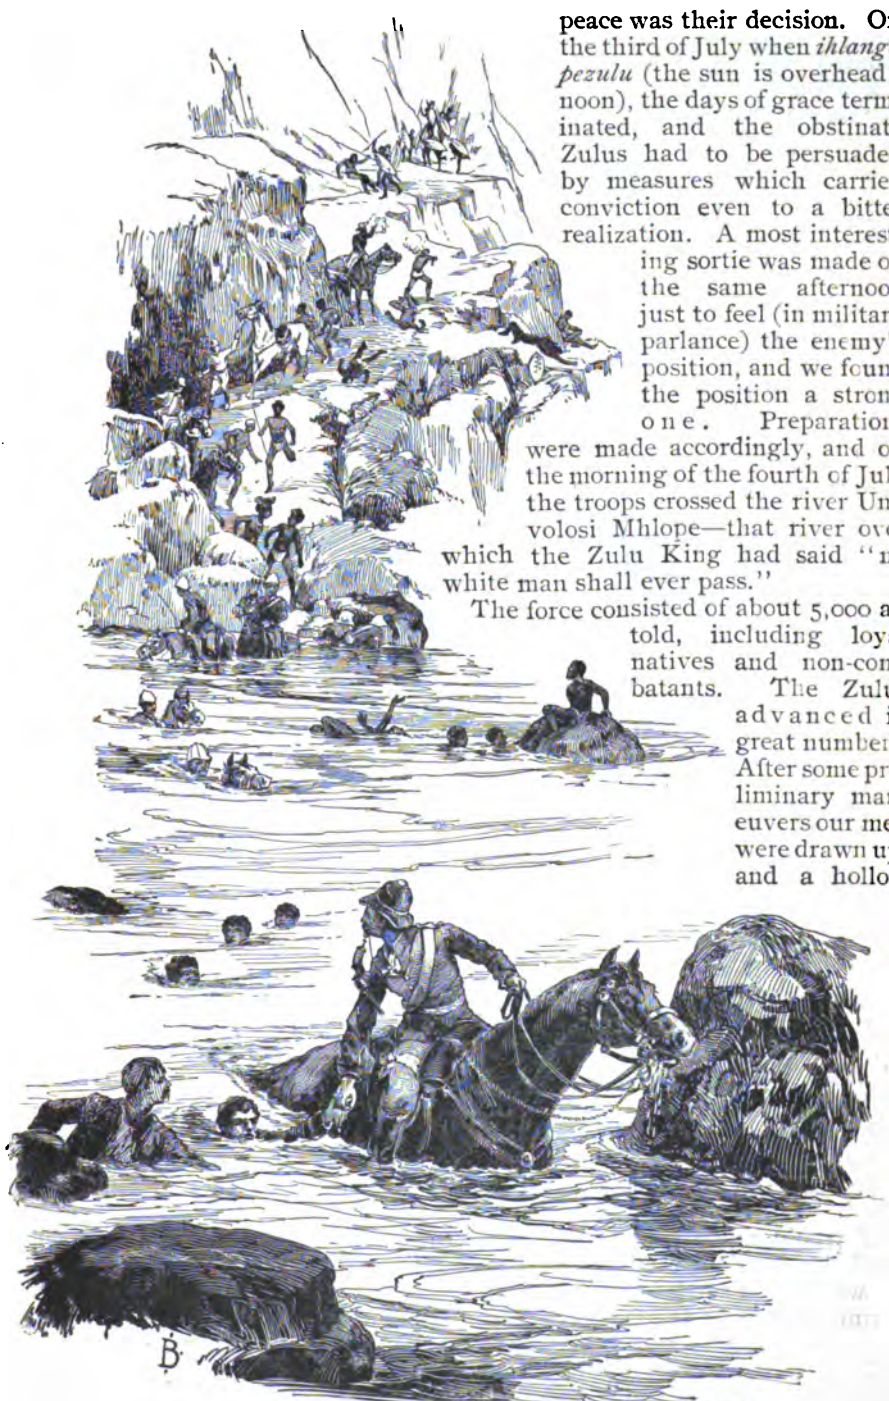 peace was their decision. On
the third of July when ihlang
pezulu (the sun is overhead
noon), the days of grace term
inated, and the obstinat
Zulus had to be persuade
by measures which carrie
conviction even to a bitte
realization. A most interest
ing sortie was made o
the same afternoo
just to feel (in militar
parlance) the enemy'
position, and we foun
the position a stron
one. Preparation
were made accordingly, and o
the morning of the fourth of Jul
the troops crossed the river Um
volosi Mhlope—that river ove
which the Zulu King had said "n
white man shall ever pass."
The force consisted of about 5,000 a
told, including loya
natives and non-com
batants. The Zulu
advanced i
great number
After some pre
liminary man
euvers our me
were drawn up
and a hollo
B